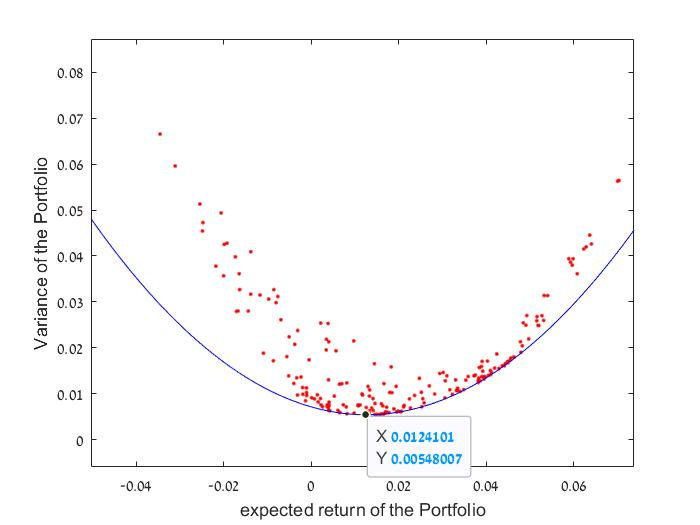 Variance of the Portfolio
0.08
0.07
0.06
0.05
0.04
0.03
0.02
0.01
0
X 0.0124101
Y 0.00548007
-0.04 -0.02 0 0.02 0.04 0.06
expected return of the Portfolio